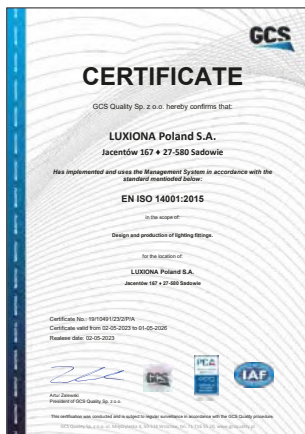 GCS
CERTIFICATE
GCS Quality Sp. z o.o. hereby confirms that:
LUXIONA Poland S.A.
Jacentów 167 ♦ 27-580 Sadowie
Has implemented and uses the Management System in accordance with the
standard mentioded below:
EN ISO 14001:2015
in the scope of:
Design and production of lighting fittings.
for the location of:
LUXIONA Poland S.A.
Jacentów 167 ♦ 27-580 Sadowie
Certificate No.: 19/10491/23/2/P/A
Certificate valid from 02-05-2023 to 01-05-2026
Realase date: 02-05-2023
GCS
PCA
IAF
Artur Zalewski
President of GCS Quality Sp. z o.o.
This certification was conducted and is subject to regular surveillance in accordance with the GCS Quality procedure